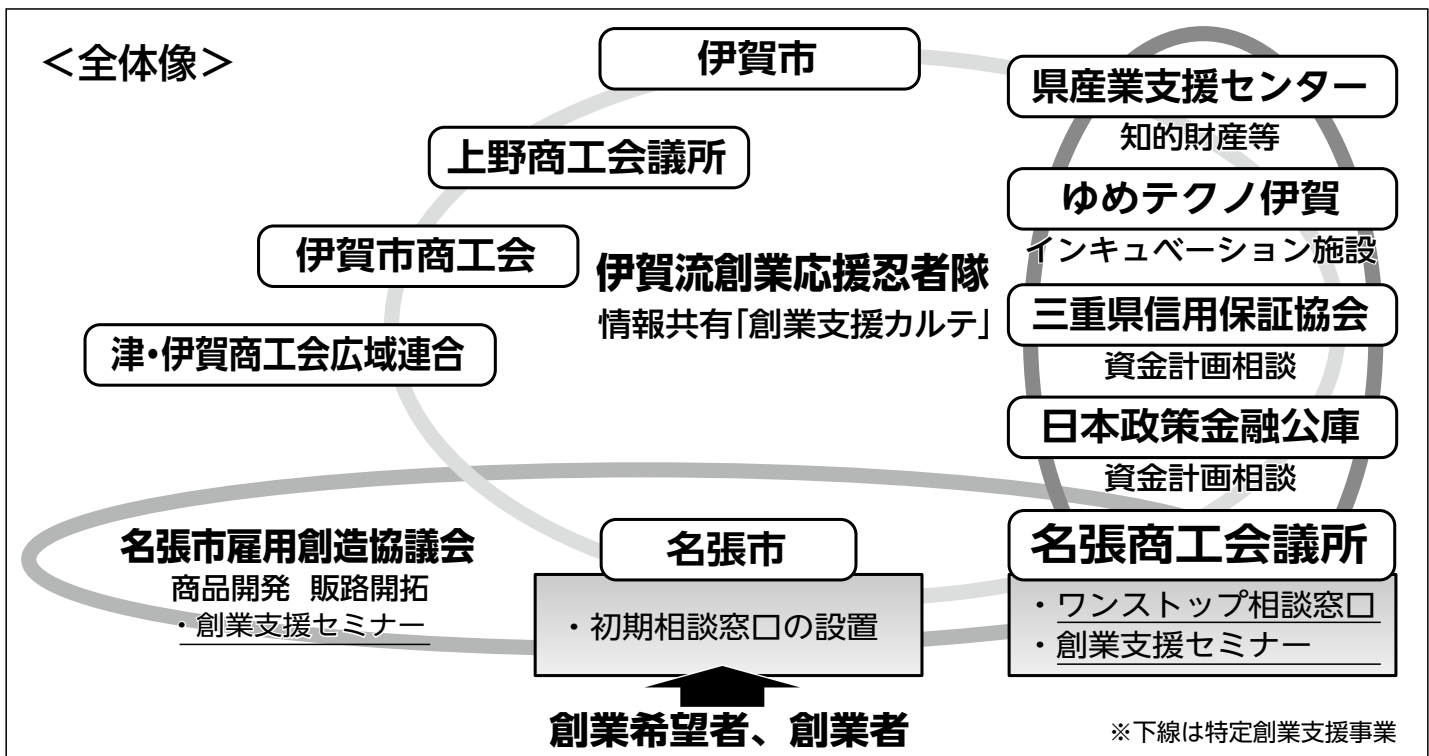 <全体像>
伊賀市
上野商工会議所
伊賀市商工会
津・伊賀商工会広域連合
伊賀流創業応援忍者隊
情報共有「創業支援カルテ」
県産業支援センター
知的財産等
ゆめテクノ伊賀
インキュベーション施設
三重県信用保証協会
資金計画相談
日本政策金融公庫
資金計画相談
名張市雇用創造協議会
商品開発 販路開拓
・創業支援セミナー
名張市
・初期相談窓口の設置
名張商工会議所
・ワンストップ相談窓口
・創業支援セミナー
創業希望者、創業者
※下線は特定創業支援事業